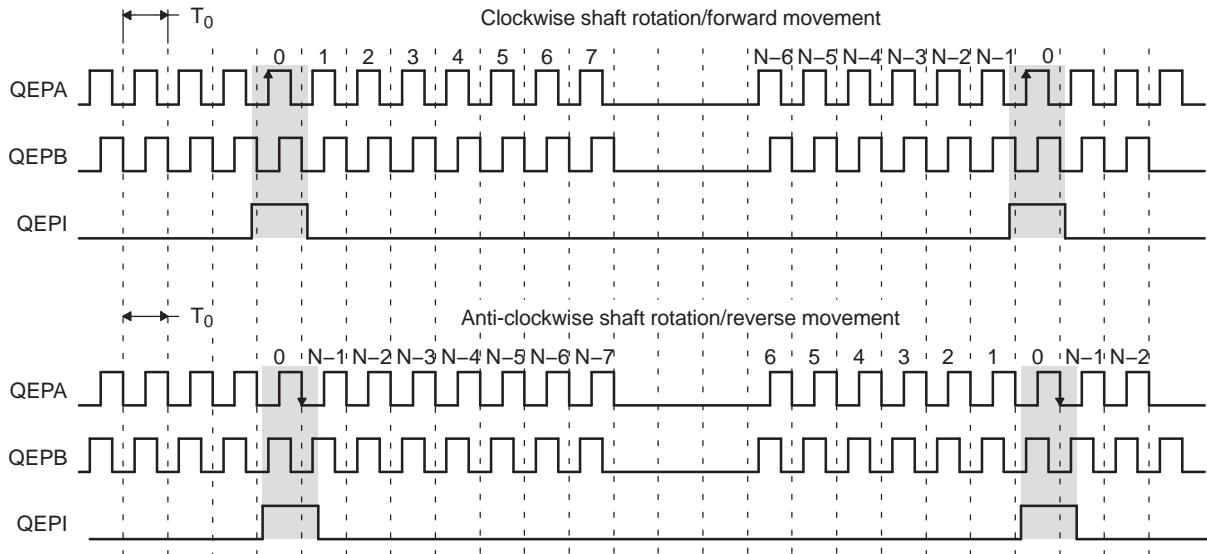 T0
Clockwise shaft rotation/forward movement
0 1 2 3 4 5 6 7 N–6 N–5 N–4 N–3 N–2 N–1 0
QEPA
QEPB
QEPI
T0
Anti-clockwise shaft rotation/reverse movement
0 N–1 N–2 N–3 N–4 N–5 N–6 N–7 6 5 4 3 2 1 0 N–1 N–2
QEPA
QEPB
QEPI